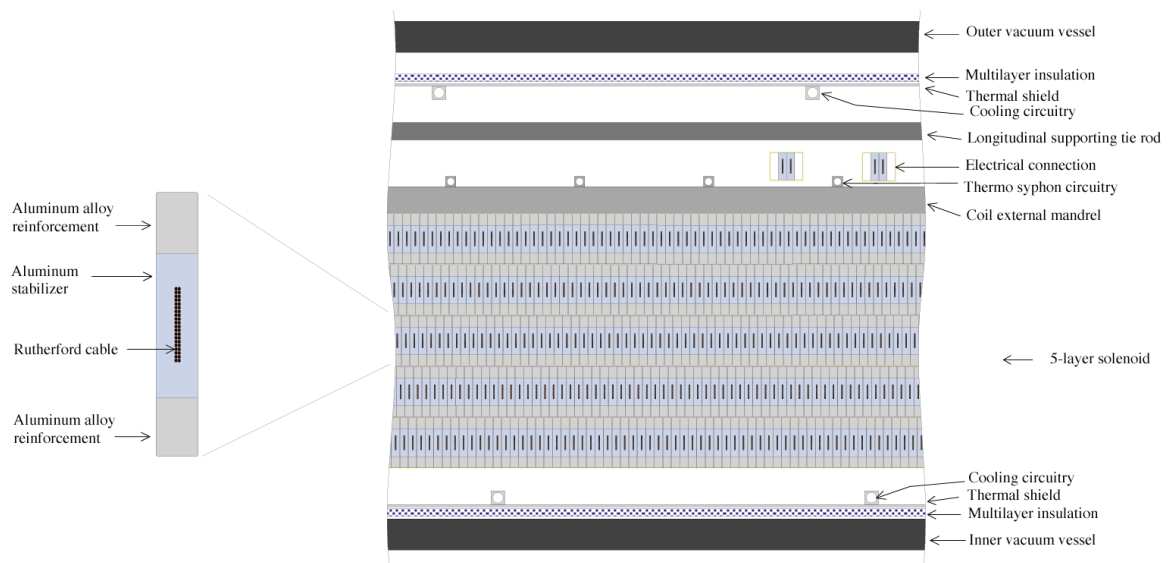 Outer vacuum vessel
Multilayer insulation
Thermal shield
Cooling circuitry
Longitudinal supporting tie rod
Electrical connection
Thermo syphon circuitry
Coil external mandrel
Aluminum alloy
reinforcement
Aluminum
stabilizer
Rutherford cable
Aluminum alloy
reinforcement
5-layer solenoid
Cooling circuitry
Thermal shield
Multilayer insulation
Inner vacuum vessel